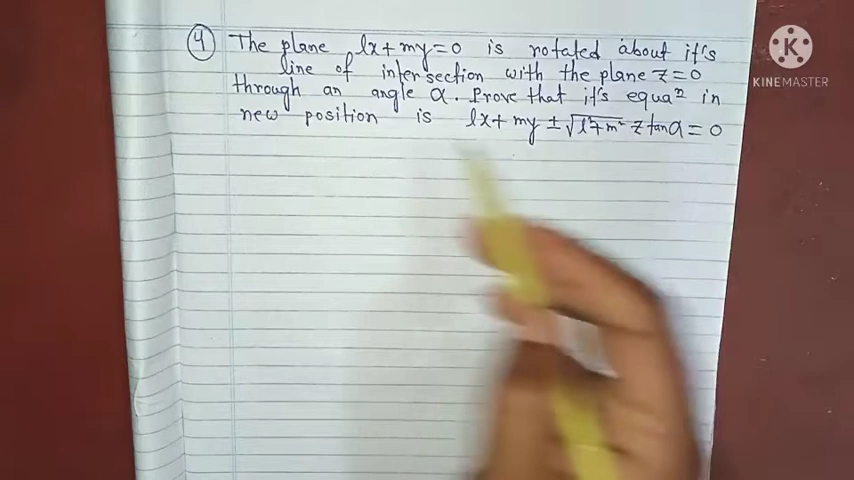 4 The plane lx+my=0 is rotated about it's
line of intersection with the plane z=0
through an angle α. Prove that it's equaⁿ in
new position is lx+my ± √l²+m² z tanα = 0
K
KINEMASTER